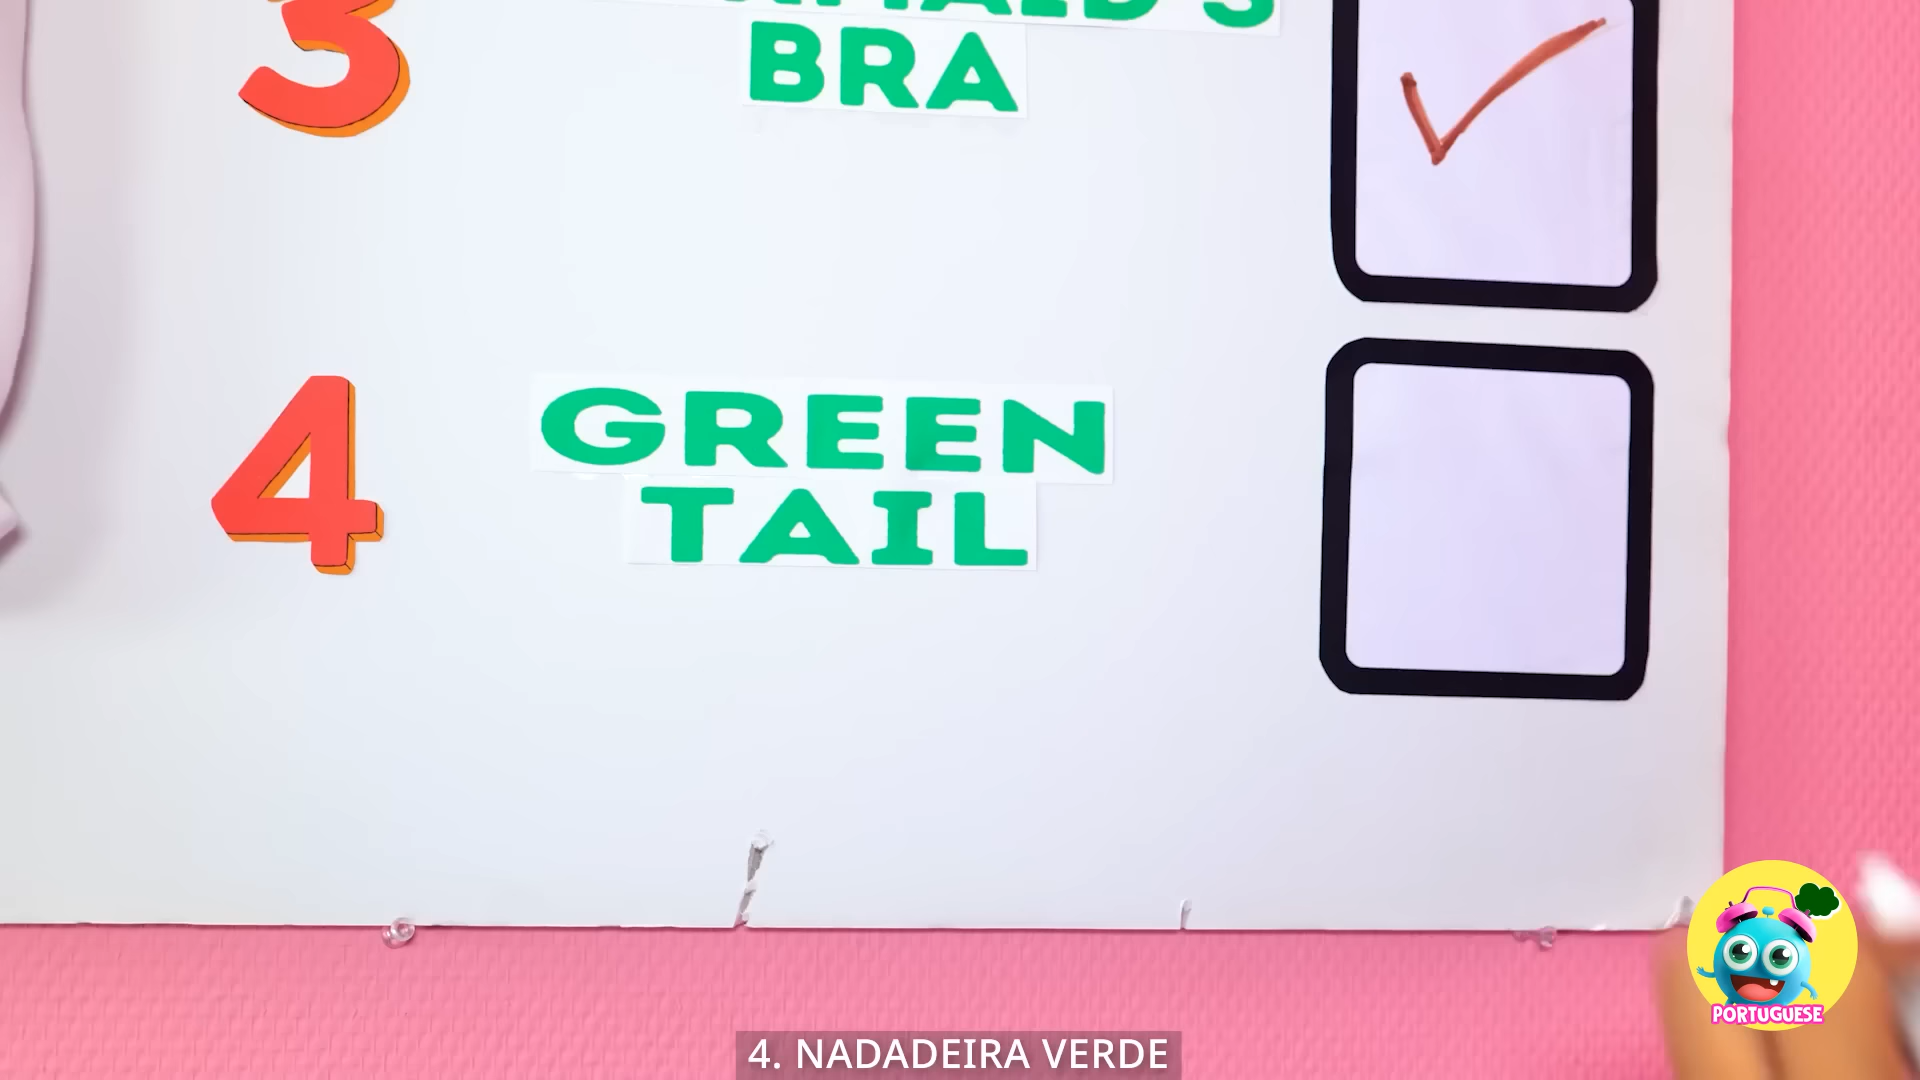 3
BRA
4
GREEN
TAIL
PORTUGUESE
4. NADADEIRA VERDE